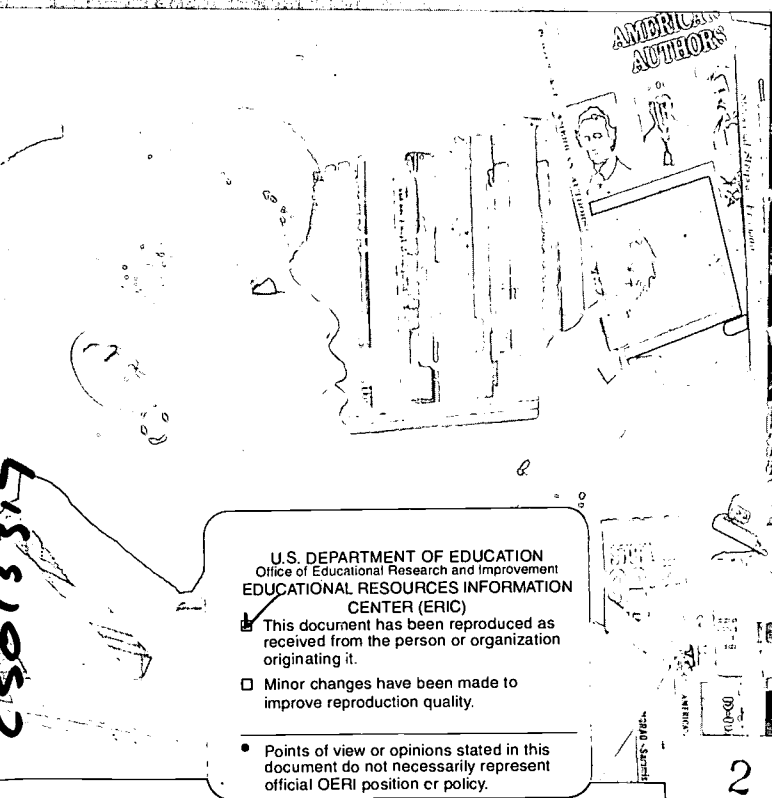 AMERICAN
AUTHORS
CS013317
U.S. DEPARTMENT OF EDUCATION
Office of Educational Research and Improvement
EDUCATIONAL RESOURCES INFORMATION
CENTER (ERIC)
This document has been reproduced as
received from the person or organization
originating it.
Minor changes have been made to
improve reproduction quality.
• Points of view or opinions stated in this
document do not necessarily represent
official OERI position or policy.
2